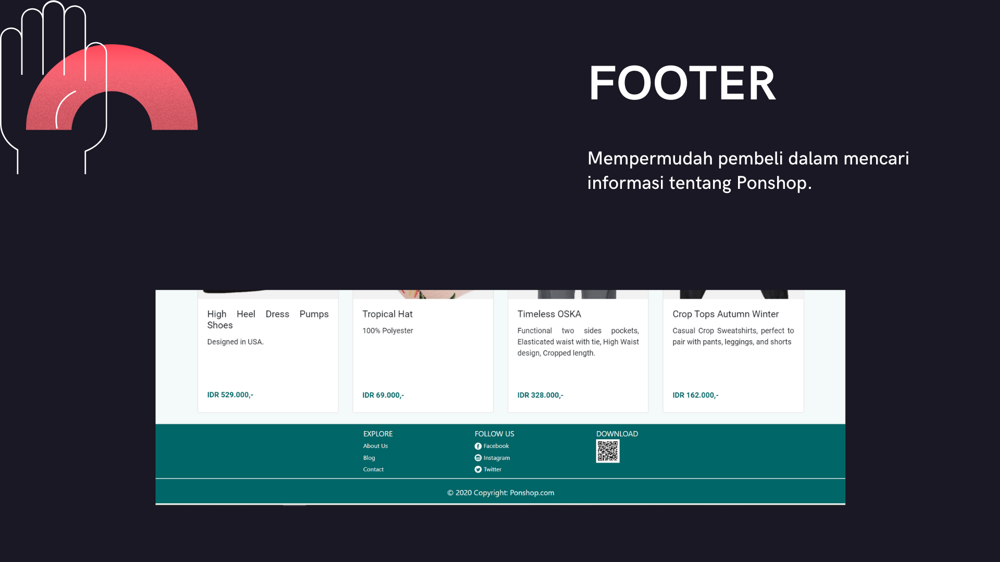 FOOTER
Mempermudah pembeli dalam mencari
informasi tentang Ponshop.
High Heel Dress Pumps
Shoes
Designed in USA.
IDR 529.000,-
Tropical Hat
100% Polyester
IDR 69.000,-
Timeless OSKA
Functional two sides pockets,
Elasticated waist with tie, High Waist
design, Cropped length.
IDR 328.000,-
Crop Tops Autumn Winter
Casual Crop Sweatshirts, perfect to
pair with pants, leggings, and shorts
IDR 162.000,-
EXPLORE
About Us
Blog
Contact
FOLLOW US
Facebook
Instagram
Twitter
DOWNLOAD
© 2020 Copyright: Ponshop.com